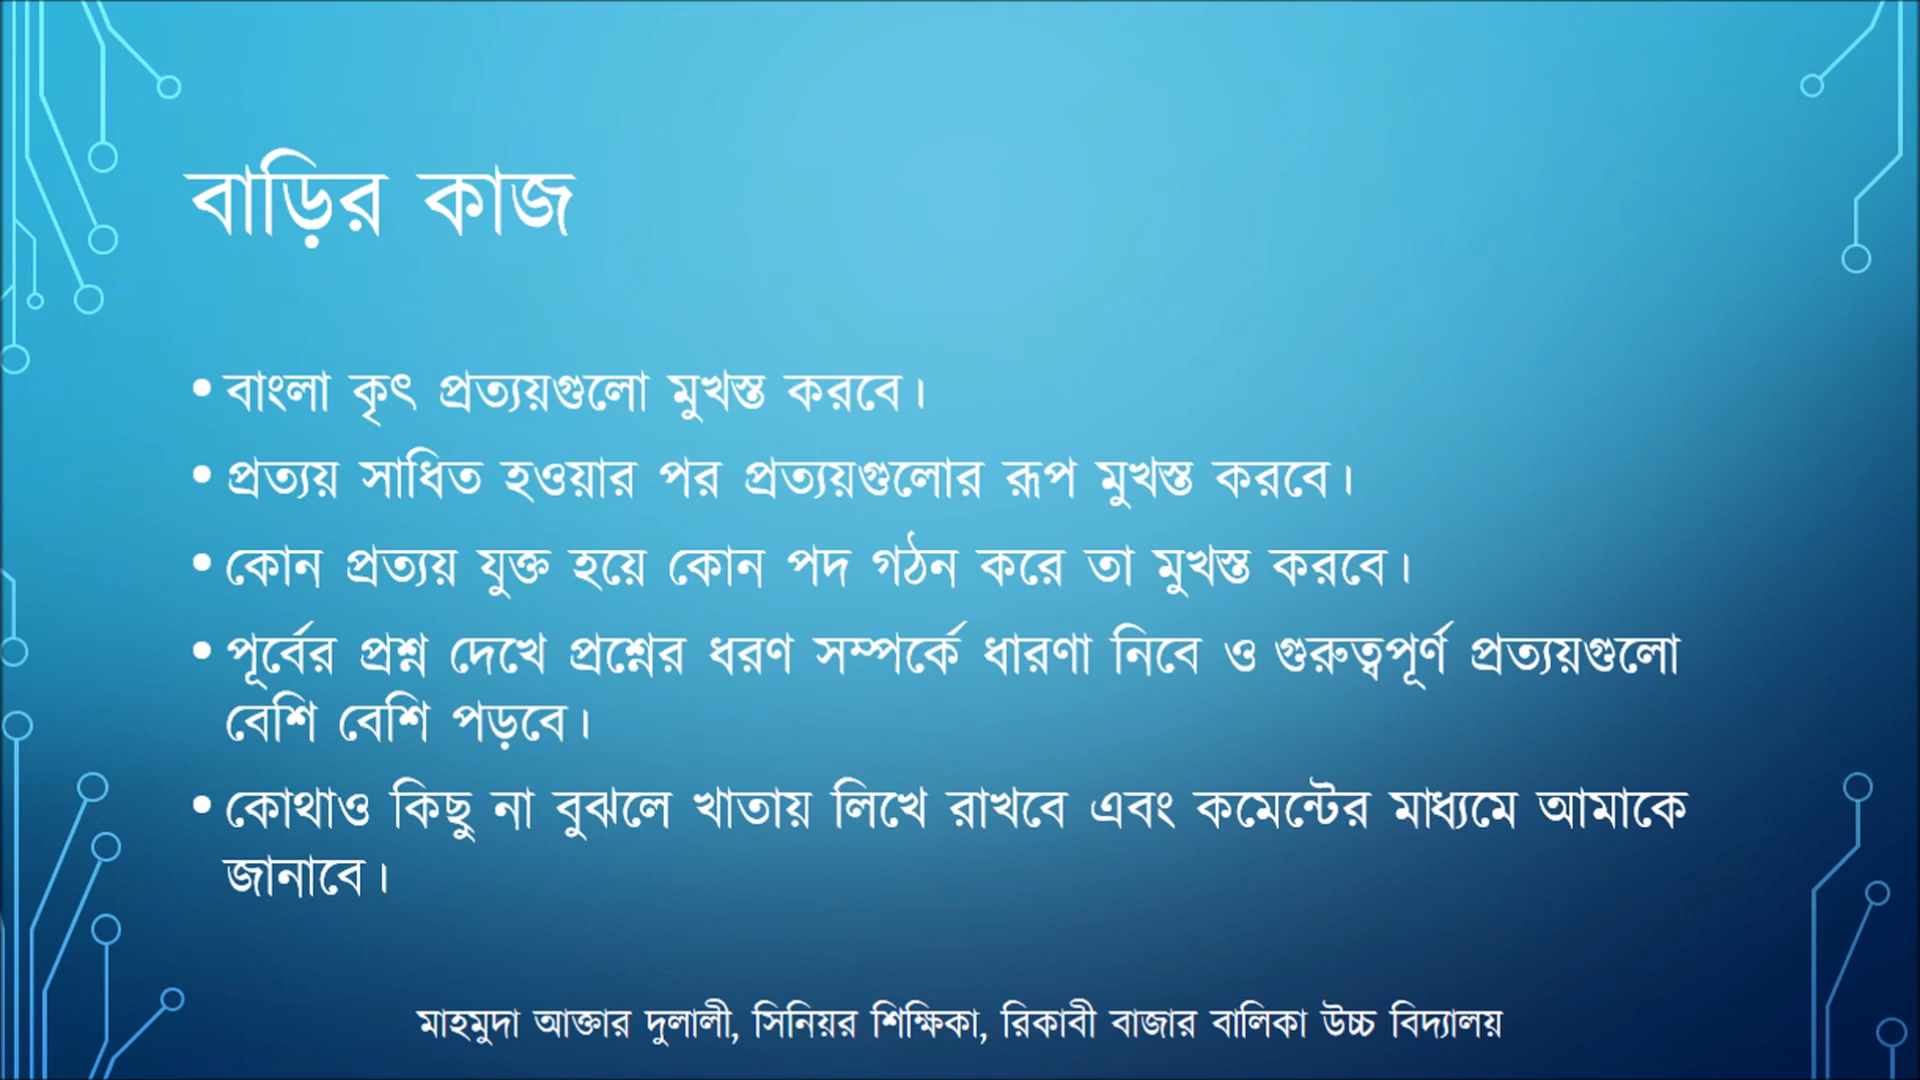 বাড়ির কাজ
• বাংলা কৃৎ প্রত্যয়গুলো মুখস্ত করবে।
• প্রত্যয় সাধিত হওয়ার পর প্রত্যয়গুলোর রূপ মুখস্ত করবে।
• কোন প্রত্যয় যুক্ত হয়ে কোন পদ গঠন করে তা মুখস্ত করবে।
• পূর্বের প্রশ্ন দেখে প্রশ্নের ধরণ সম্পর্কে ধারণা নিবে ও গুরুত্বপূর্ণ প্রত্যয়গুলো
বেশি বেশি পড়বে।
• কোথাও কিছু না বুঝলে খাতায় লিখে রাখবে এবং কমেন্টের মাধ্যমে আমাকে
জানাবে।
মাহমুদা আক্তার দুলালী, সিনিয়র শিক্ষিকা, রিকাবী বাজার বালিকা উচ্চ বিদ্যালয়